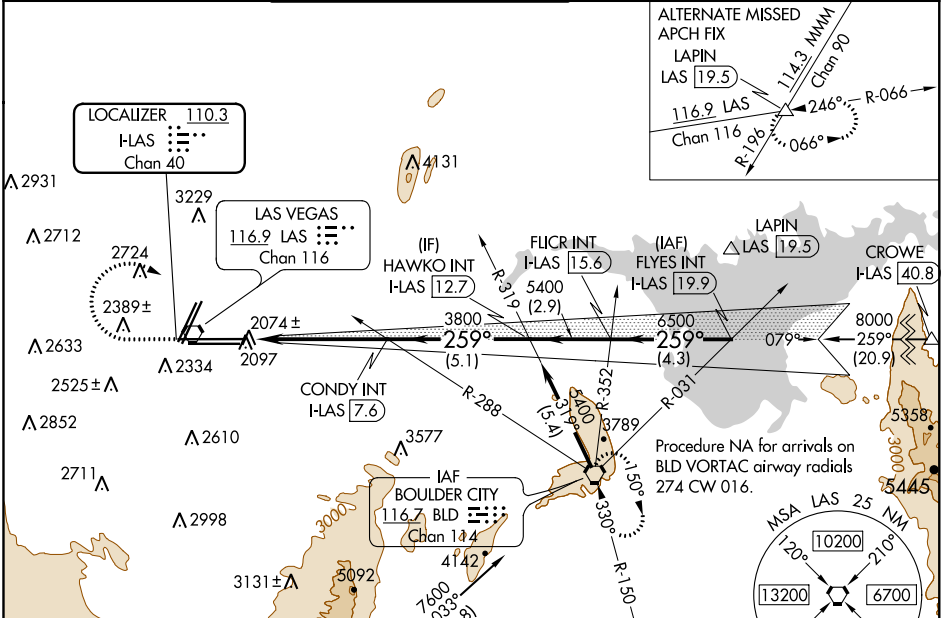 ALTERNATE MISSED
APCH FIX
LAPIN
LAS 19.5
114.3 MMM
Chan 90
116.9 LAS
Chan 116
246°
R-066
066°
R-196
LOCALIZER 110.3
I-LAS
Chan 40
4131
2931
3229
2712
LAS VEGAS
116.9 LAS
Chan 116
2724
2389±
(IF)
HAWKO INT
I-LAS 12.7
FLICR INT
I-LAS 15.6
5400
(2.9)
(IAF)
FLYES INT
I-LAS 19.9
LAPIN
LAS 19.5
CROWE
I-LAS 40.8
R-319
2074±
3800
259°
(5.1)
6500
259°
(4.3)
079°
8000
259°
(20.9)
2633
2334
2097
2525±
CONDY INT
I-LAS 7.6
R-288
R-352
R-031
5400
319°
(5.4)
3789
5358
3000
2852
2610
3577
Procedure NA for arrivals on
BLD VORTAC airway radials
274 CW 016.
5445
2711
IAF
BOULDER CITY
116.7 BLD
Chan 114
150°
330°
2998
3000
4142
MSA LAS 25 NM
120°
10200
210°
3131±
5092
7600
033°
8)
R-150
13200
6700